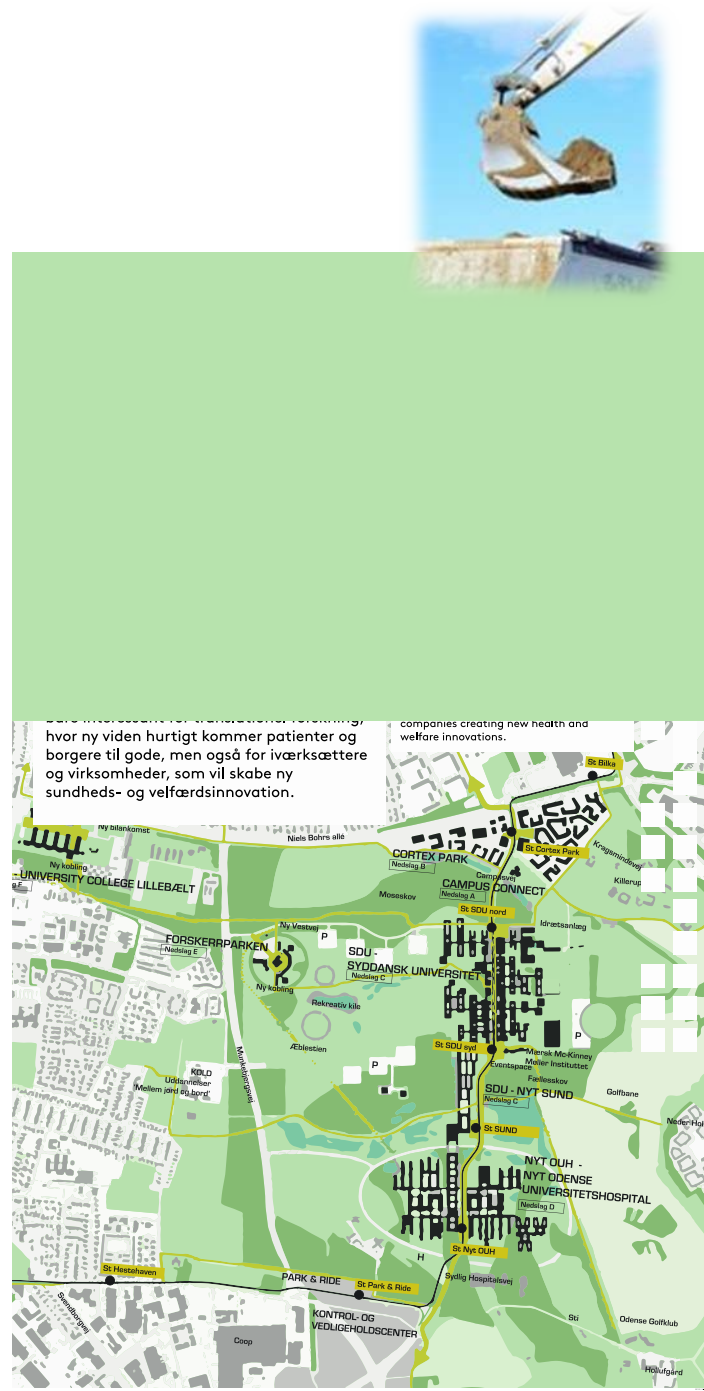 hvor ny viden hurtigt kommer patienter og
borgere til gode, men også for iværksættere
og virksomheder, som vil skabe ny
sundheds- og velfærdsinnovation.
companies creating new health and
welfare innovations.
St Bilka
Ny bilankomst
Niels Bohrs allé
St Cortex Park
Kragsmindevej
CORTEX PARK
Nedslag B
Ny kobling
- UNIVERSITY COLLEGE LILLEBÆLT
g F
Campusvej
CAMPUS CONNECT
Nedslag A
Killerup
Moseskov
St SDU nord
Idrætsanlæg
Ny Vestvej
P
FORSKERRPARKEN
Nedslag E
SDU -
SYDDANSK UNIVERSITET
Nedslag C
Ny kobling
Rekreativ kile
P
Æblestien
St SDU syd
Mærsk Mc-Kinney
Møller Instituttet
Eventspace
P
Munkebjergvej
KOLD
Uddannelser
'Mellem jord og bord'
Fællesskov
SDU - NYT SUND
Nedslag C
Golfbane
St SUND
Neder Hol
NYT OUH -
NYT ODENSE
UNIVERSITETSHOSPITAL
Nedslag D
St Nyt OUH
H
St Hestehaven
PARK & RIDE
St Park & Ride
Sydlig Hospitalsvej
Svendborgvej
KONTROL- OG
VEDLIGEHOLDSCENTER
Coop
Sti
Odense Golfklub
Hollufgård